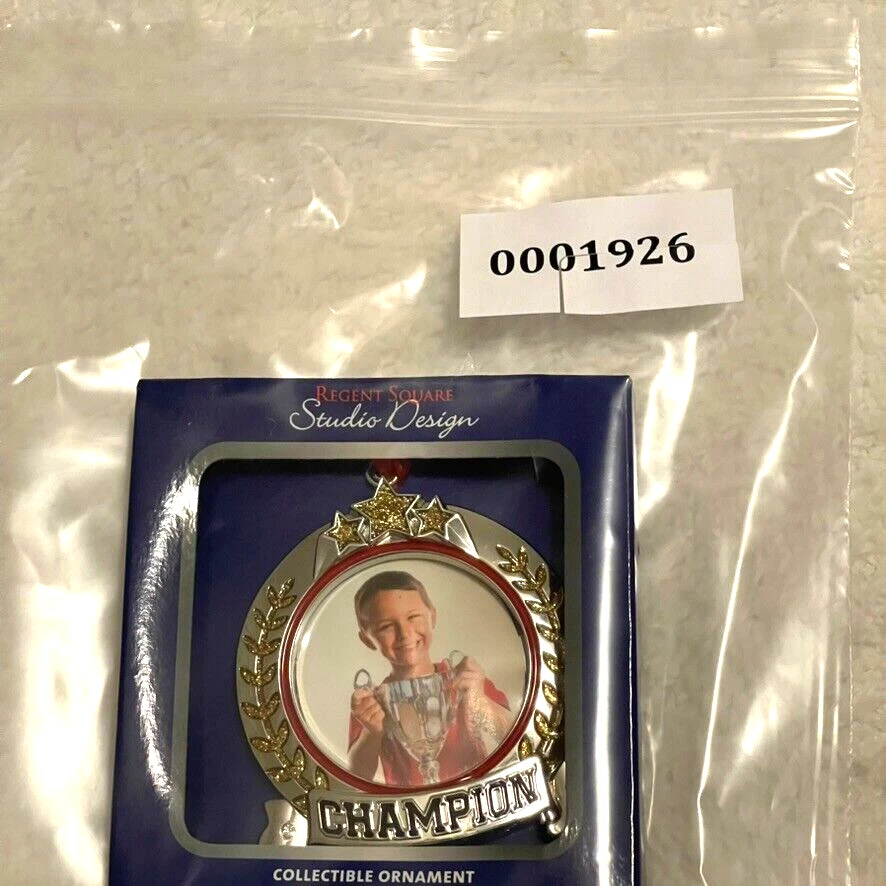 0001926
REGENT SQUARE
Studio Design
CHAMPION
COLLECTIBLE ORNAMENT